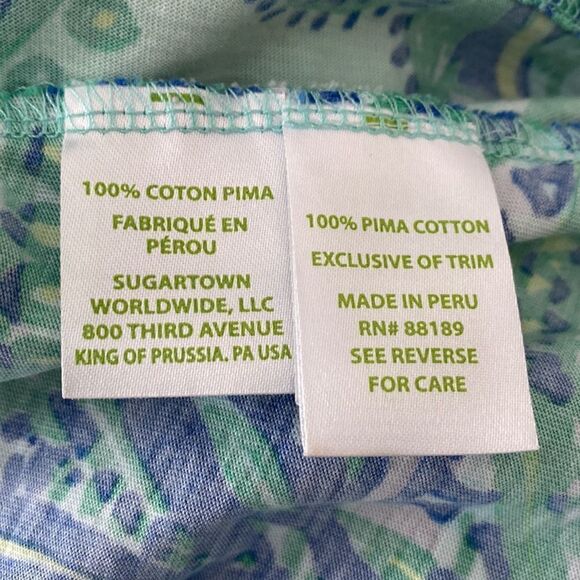 100% COTON PIMA
FABRIQUÉ EN
PÉROU
SUGARTOWN
WORLDWIDE, LLC
800 THIRD AVENUE
KING OF PRUSSIA. PA USA
100% PIMA COTTON
EXCLUSIVE OF TRIM
MADE IN PERU
RN# 88189
SEE REVERSE
FOR CARE